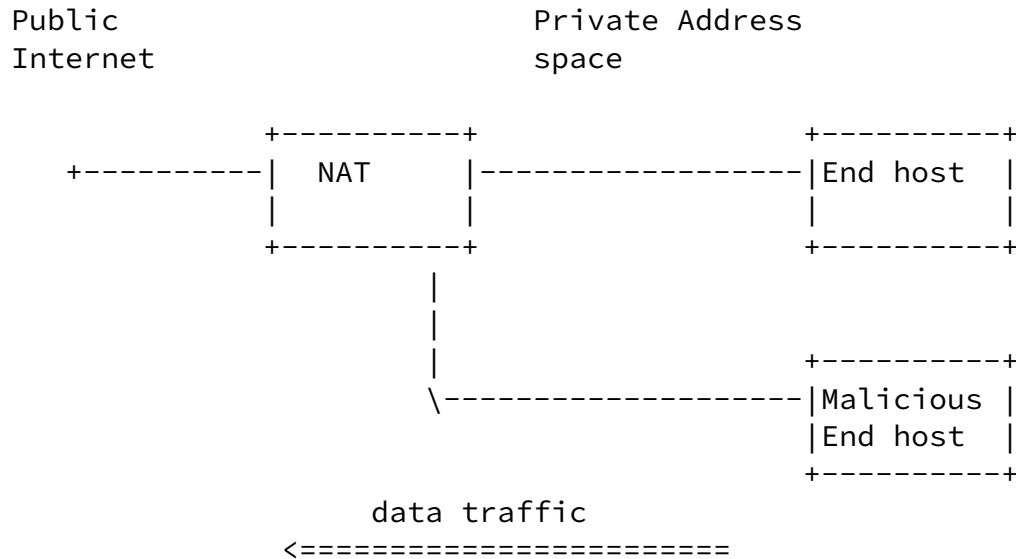 Public Private Address
Internet space
NAT End host
Malicious
End host
data traffic